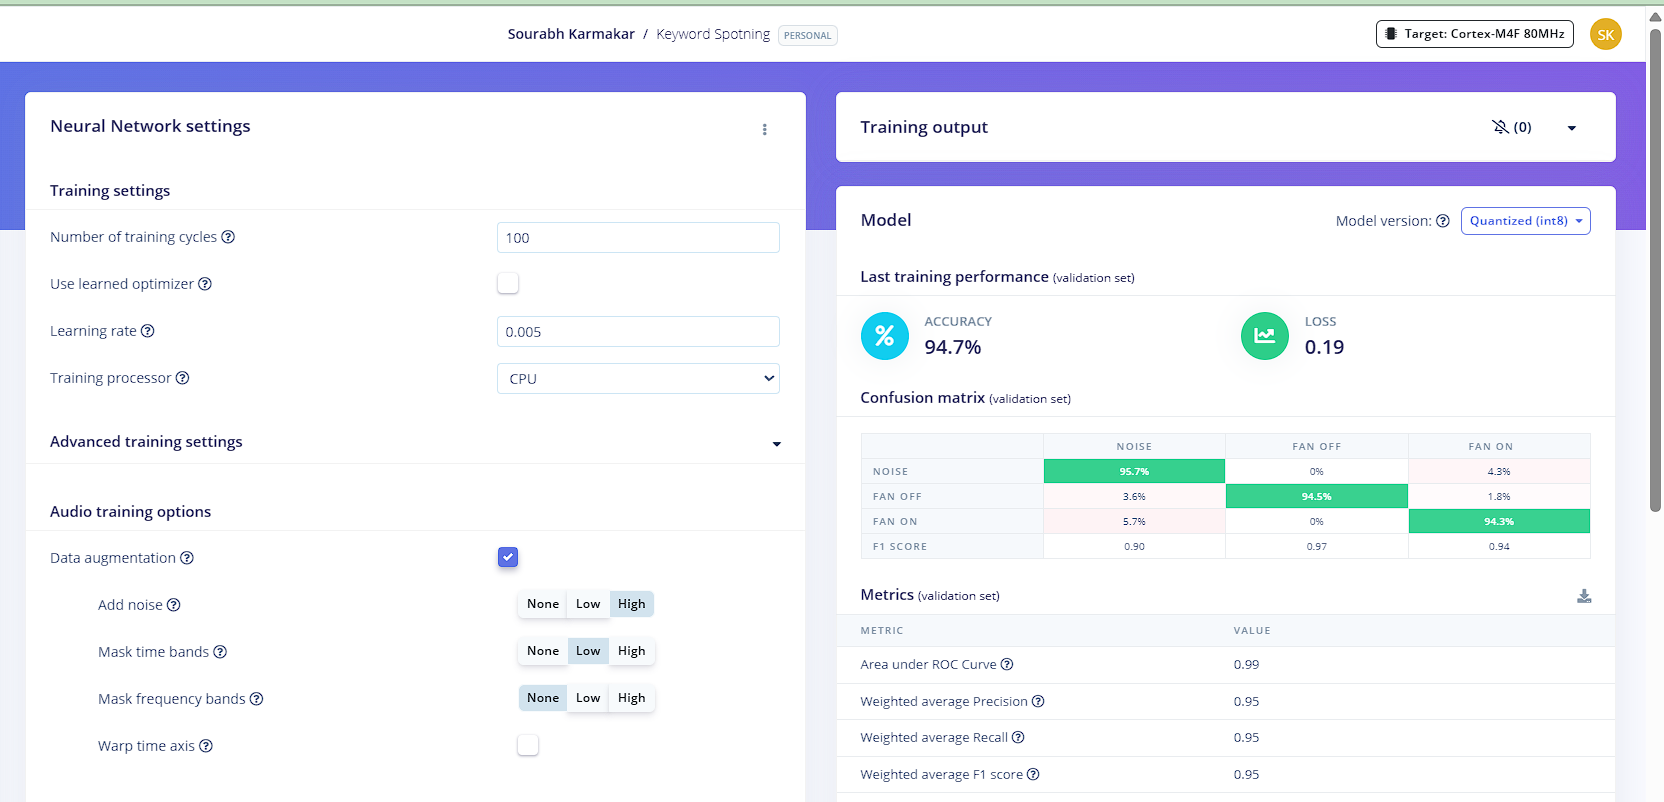 Sourabh Karmakar / Keyword Spotning PERSONAL
Target: Cortex-M4F 80MHz
SK
Neural Network settings
Training settings
Number of training cycles ?
100
Use learned optimizer ?
Learning rate ?
0.005
Training processor ?
CPU
Advanced training settings
Audio training options
Data augmentation ?
Add noise ?
None Low High
Mask time bands ?
None Low High
Mask frequency bands ?
None Low High
Warp time axis ?
Training output
(0)
Model
Model version: ? Quantized (int8)
Last training performance (validation set)
%
ACCURACY
94.7%
LOSS
0.19
Confusion matrix (validation set)
NOISE FAN OFF FAN ON
NOISE 95.7% 0% 4.3%
FAN OFF 3.6% 94.5% 1.8%
FAN ON 5.7% 0% 94.3%
F1 SCORE 0.90 0.97 0.94
Metrics (validation set)
METRIC VALUE
Area under ROC Curve ? 0.99
Weighted average Precision ? 0.95
Weighted average Recall ? 0.95
Weighted average F1 score ? 0.95